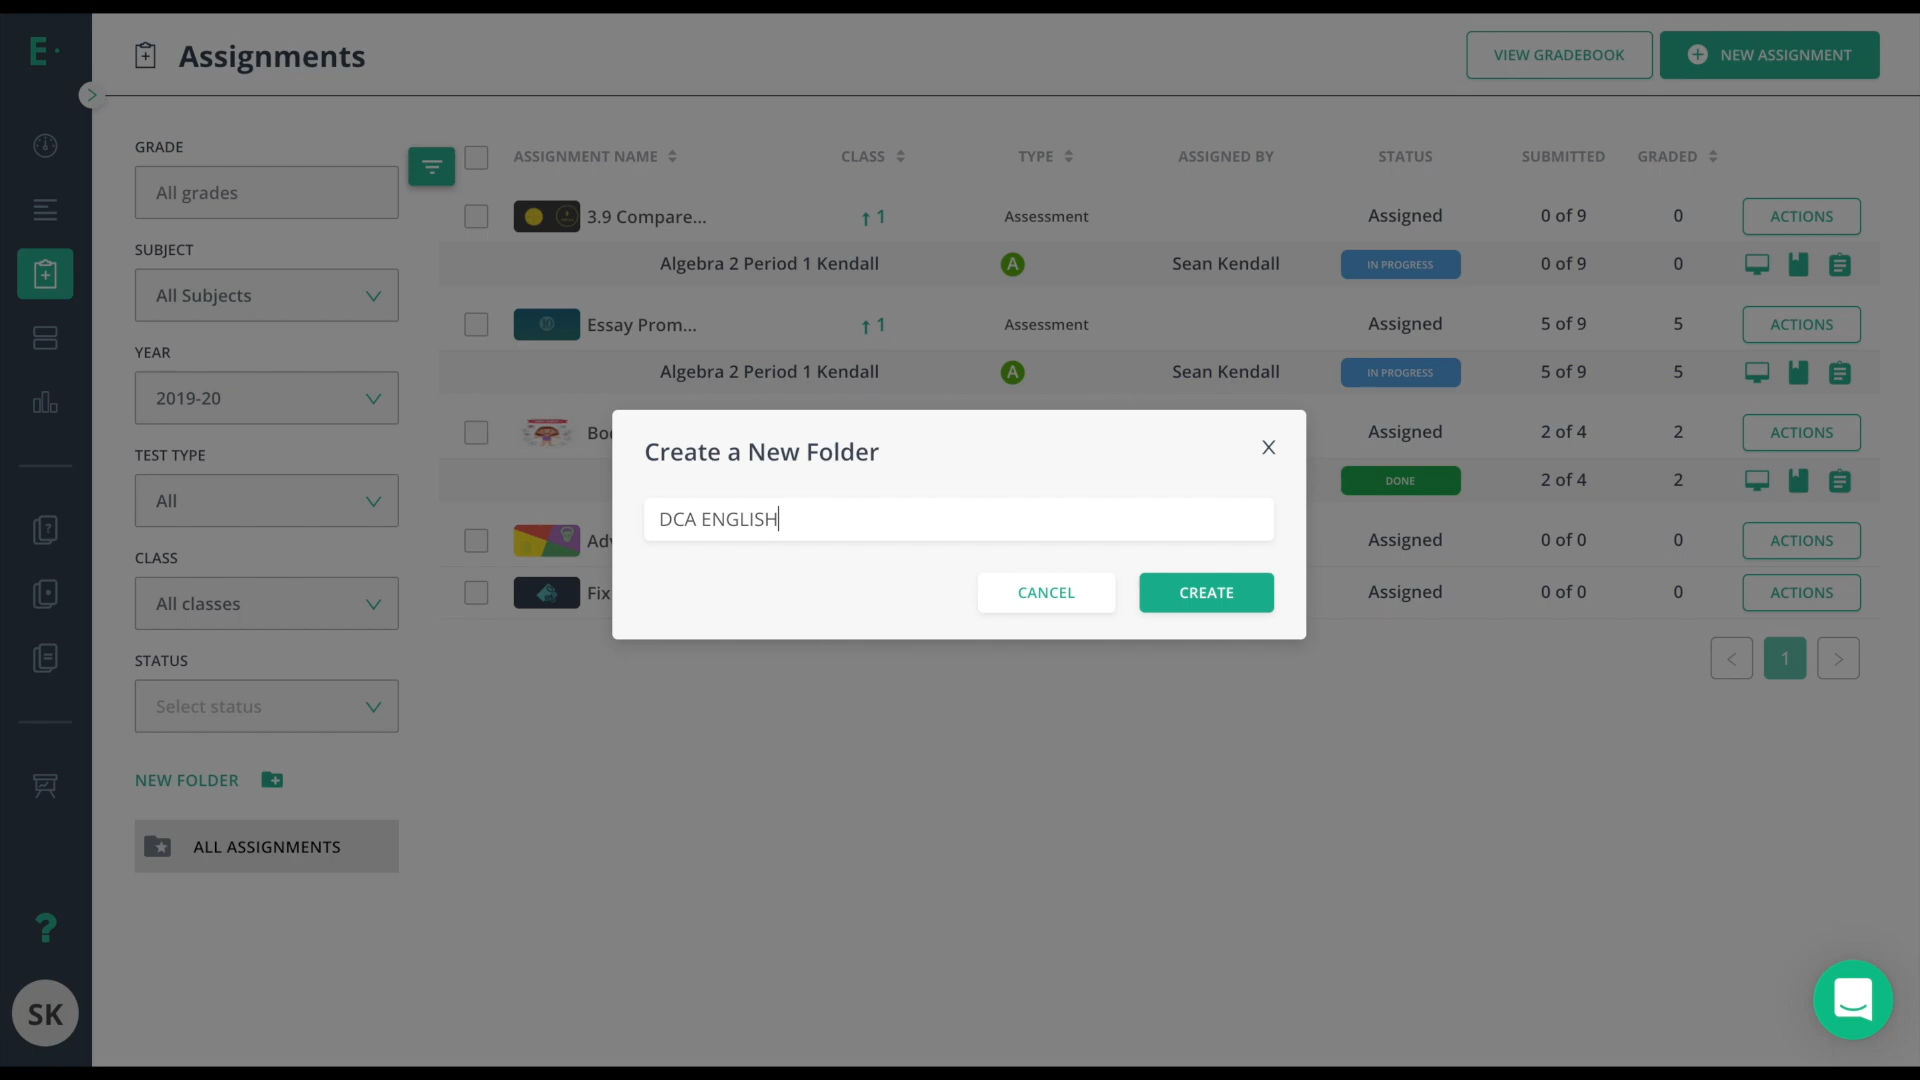 E
Assignments
VIEW GRADEBOOK
NEW ASSIGNMENT
GRADE
All grades
SUBJECT
All Subjects
YEAR
2019-20
TEST TYPE
All
CLASS
All classes
STATUS
Select status
NEW FOLDER
ALL ASSIGNMENTS
?
SK
ASSIGNMENT NAME CLASS TYPE ASSIGNED BY STATUS SUBMITTED GRADED
3.9 Compare... 1 Assessment Assigned 0 of 9 0 ACTIONS
Algebra 2 Period 1 Kendall A Sean Kendall IN PROGRESS 0 of 9 0
Essay Prom... 1 Assessment Assigned 5 of 9 5 ACTIONS
Algebra 2 Period 1 Kendall A Sean Kendall IN PROGRESS 5 of 9 5
Assigned 2 of 4 2 ACTIONS
DONE 2 of 4 2
Adv Assigned 0 of 0 0 ACTIONS
Fix Assigned 0 of 0 0 ACTIONS
< 1 >
Create a New Folder X
DCA ENGLISH
CANCEL CREATE